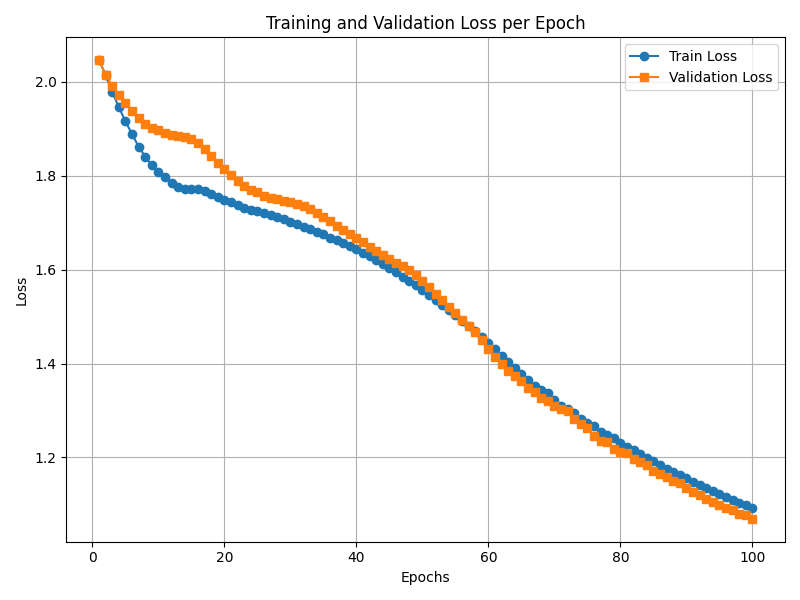 Training and Validation Loss per Epoch
Train Loss
Validation Loss
2.0
1.8
1.6
1.4
1.2
Loss
0
20
40
60
80
100
Epochs